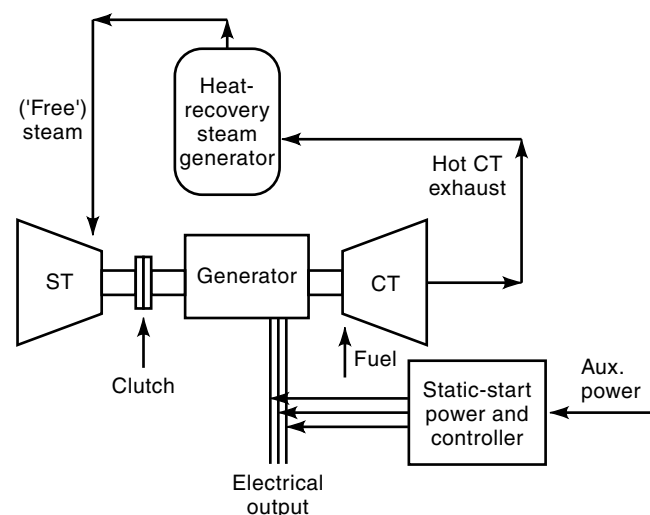 Heat-
recovery
steam
generator
('Free')
steam
Hot CT
exhaust
ST
Generator
CT
Clutch
Fuel
Static-start
power and
controller
Aux.
power
Electrical
output